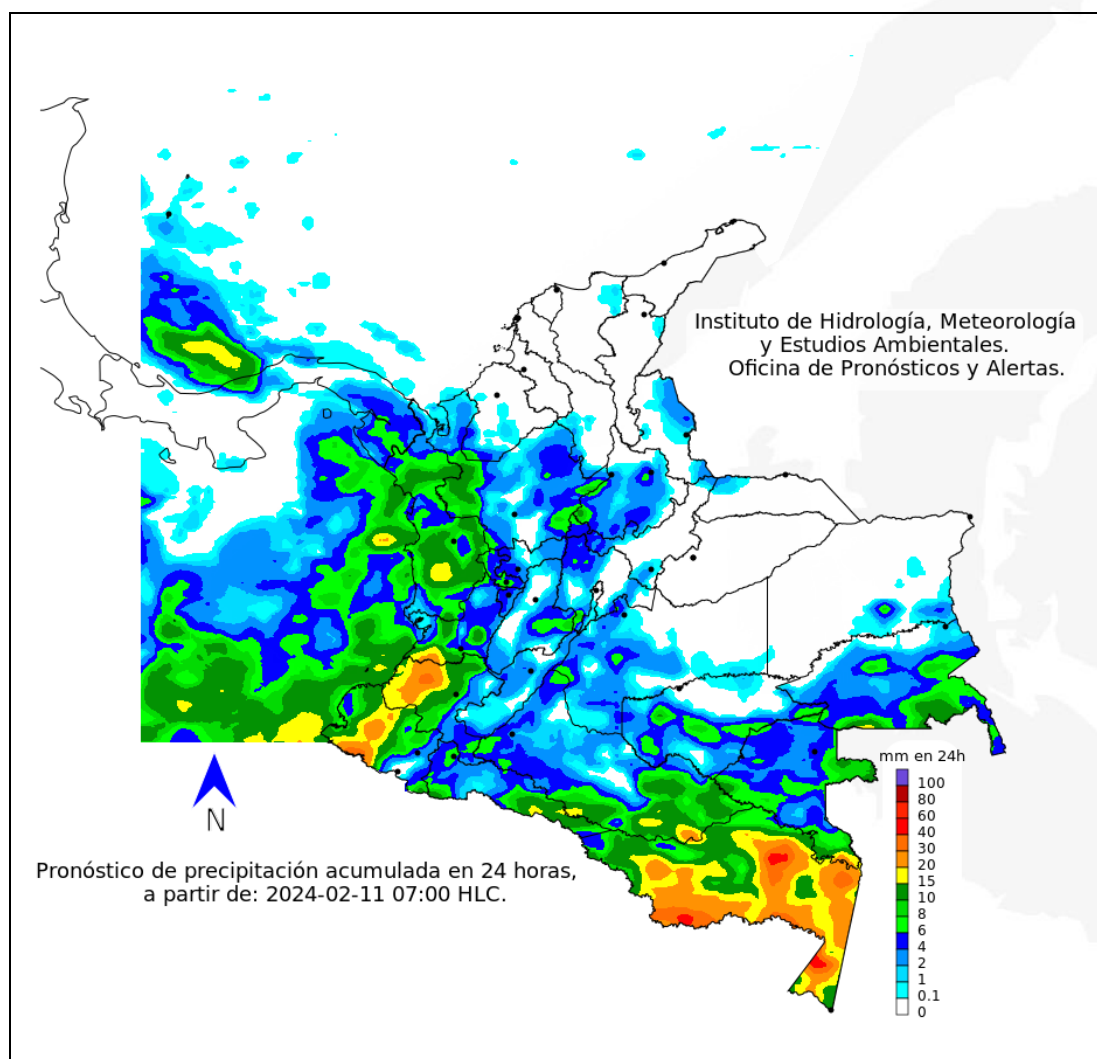 Instituto de Hidrología, Meteorología
y Estudios Ambientales.
Oficina de Pronósticos y Alertas.
mm en 24h
100
80
60
40
30
20
15
10
8
6
4
2
1
0.1
0
N
Pronóstico de precipitación acumulada en 24 horas,
a partir de: 2024-02-11 07:00 HLC.